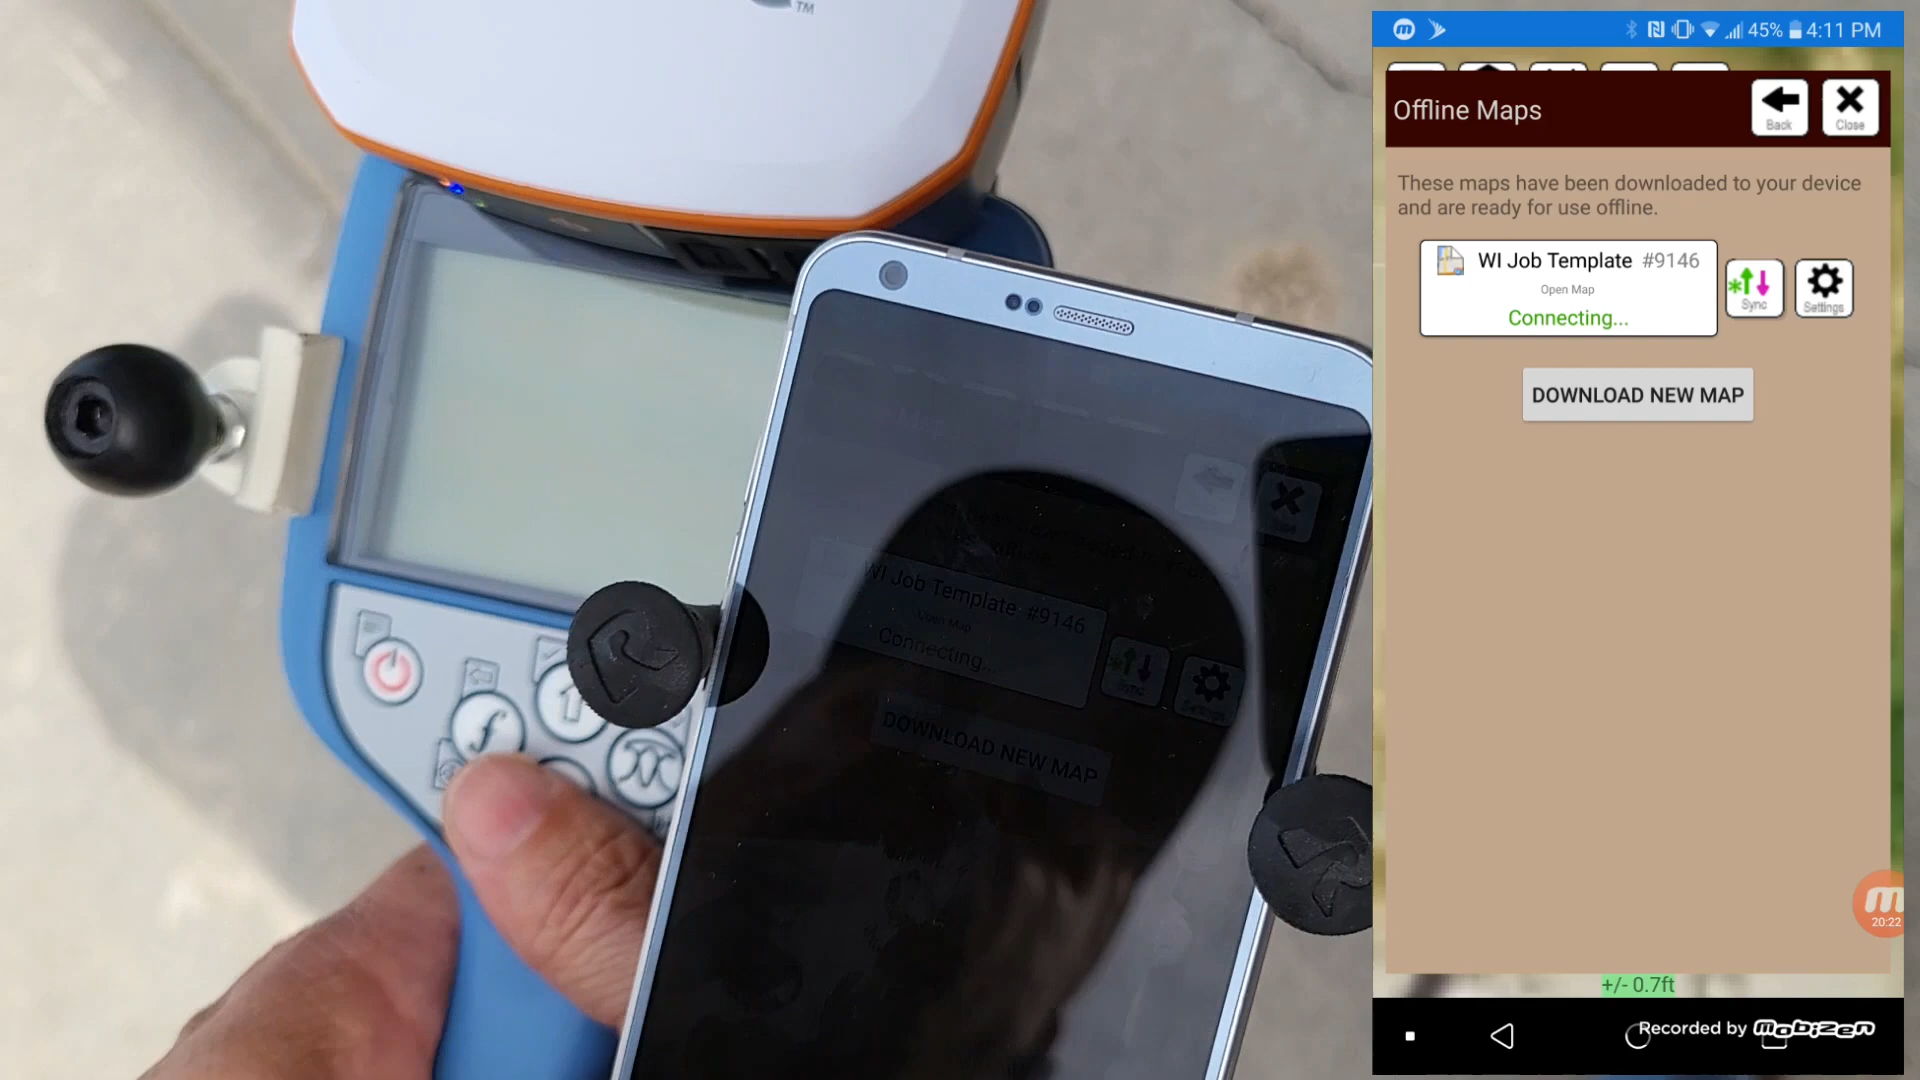 TM
WI Job Template #9146
Open Map
Connecting...
Sync
Settings
DOWNLOAD NEW MAP
45% 4:11 PM
Offline Maps
Back
Close
These maps have been downloaded to your device
and are ready for use offline.
WI Job Template #9146
Open Map
Connecting...
Sync
Settings
DOWNLOAD NEW MAP
20:22
+/- 0.7ft
Recorded by Mobizen